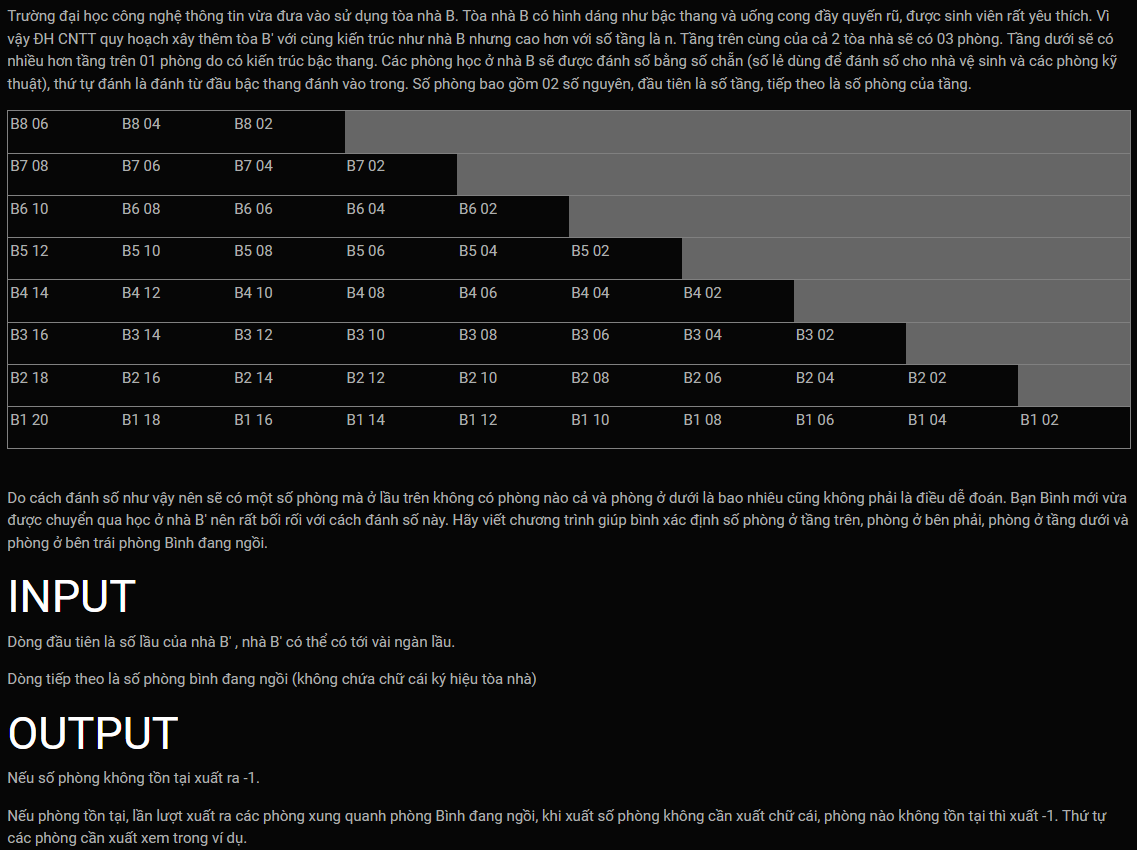 Trường đại học công nghệ thông tin vừa đưa vào sử dụng tòa nhà B. Tòa nhà B có hình dáng như bậc thang và uống cong đầy quyến rũ, được sinh viên rất yêu thích. Vì
vậy ĐH CNTT quy hoạch xây thêm tòa B' với cùng kiến trúc như nhà B nhưng cao hơn với số tầng là n. Tầng trên cùng của cả 2 tòa nhà sẽ có 03 phòng. Tầng dưới sẽ có
nhiều hơn tầng trên 01 phòng do có kiến trúc bậc thang. Các phòng học ở nhà B sẽ được đánh số bằng số chẵn (số lẻ dùng để đánh số cho nhà vệ sinh và các phòng kỹ
thuật), thứ tự đánh là đánh từ đầu bậc thang đánh vào trong. Số phòng bao gồm 02 số nguyên, đầu tiên là số tầng, tiếp theo là số phòng của tầng.
B8 06 B8 04 B8 02
B7 08 B7 06 B7 04 B7 02
B6 10 B6 08 B6 06 B6 04 B6 02
B5 12 B5 10 B5 08 B5 06 B5 04 B5 02
B4 14 B4 12 B4 10 B4 08 B4 06 B4 04 B4 02
B3 16 B3 14 B3 12 B3 10 B3 08 B3 06 B3 04 B3 02
B2 18 B2 16 B2 14 B2 12 B2 10 B2 08 B2 06 B2 04 B2 02
B1 20 B1 18 B1 16 B1 14 B1 12 B1 10 B1 08 B1 06 B1 04 B1 02
Do cách đánh số như vậy nên sẽ có một số phòng mà ở lầu trên không có phòng nào cả và phòng ở dưới là bao nhiêu cũng không phải là điều dễ đoán. Bạn Bình mới vừa
được chuyển qua học ở nhà B' nên rất bối rối với cách đánh số này. Hãy viết chương trình giúp bình xác định số phòng ở tầng trên, phòng ở bên phải, phòng ở tầng dưới và
phòng ở bên trái phòng Bình đang ngồi.
INPUT
Dòng đầu tiên là số lầu của nhà B' , nhà B' có thể có tới vài ngàn lầu.
Dòng tiếp theo là số phòng bình đang ngồi (không chứa chữ cái ký hiệu tòa nhà)
OUTPUT
Nếu số phòng không tồn tại xuất ra -1.
Nếu phòng tồn tại, lần lượt xuất ra các phòng xung quanh phòng Bình đang ngồi, khi xuất số phòng không cần xuất chữ cái, phòng nào không tồn tại thì xuất -1. Thứ tự
các phòng cần xuất xem trong ví dụ.